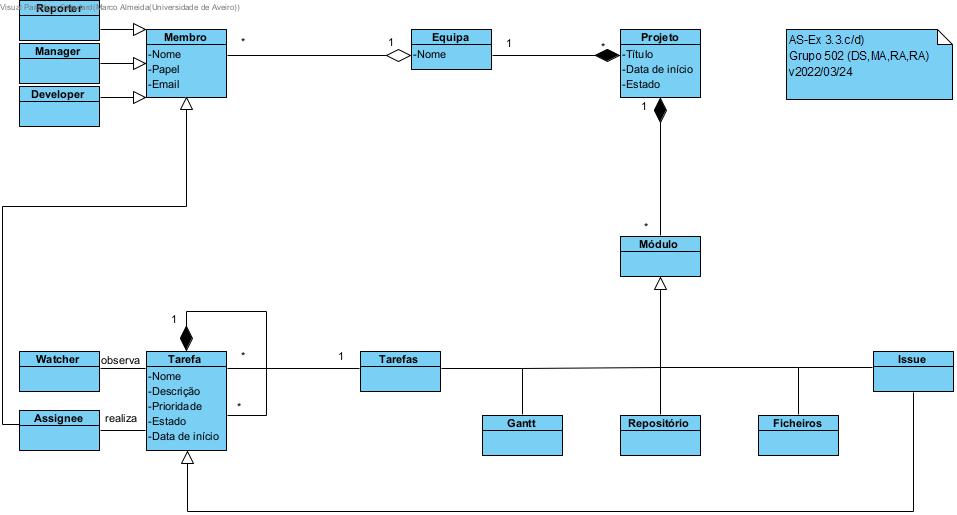 Visual Paradigm Standard(Marco Almeida(Universidade de Aveiro))
Reporter
Manager
Developer
Membro
-Nome
-Papel
-Email
*
1
Equipa
-Nome
1
*
Projeto
-Título
-Data de início
-Estado
AS-Ex 3.3.c/d)
Grupo 502 (DS,MA,RA,RA)
v2022/03/24
1
*
Módulo
1
Watcher
observa
Tarefa
-Nome
-Descrição
-Prioridade
-Estado
-Data de início
*
1
Tarefas
Issue
*
Assignee
realiza
Gantt
Repositório
Ficheiros